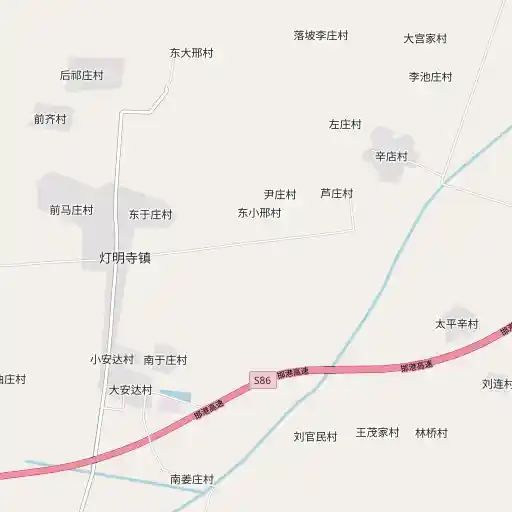 落坡李庄村
大宫家村
东大邢村
后祁庄村
李池庄村
前齐村
左庄村
辛店村
尹庄村
芦庄村
前马庄村
东于庄村
东小邢村
灯明寺镇
太平辛村
邯港高速
小安达村
南于庄村
邯港高速
邯港高速
S86
庄村
大安达村
刘连村
邯港高速
刘官民村
王茂家村
林桥村
南姜庄村